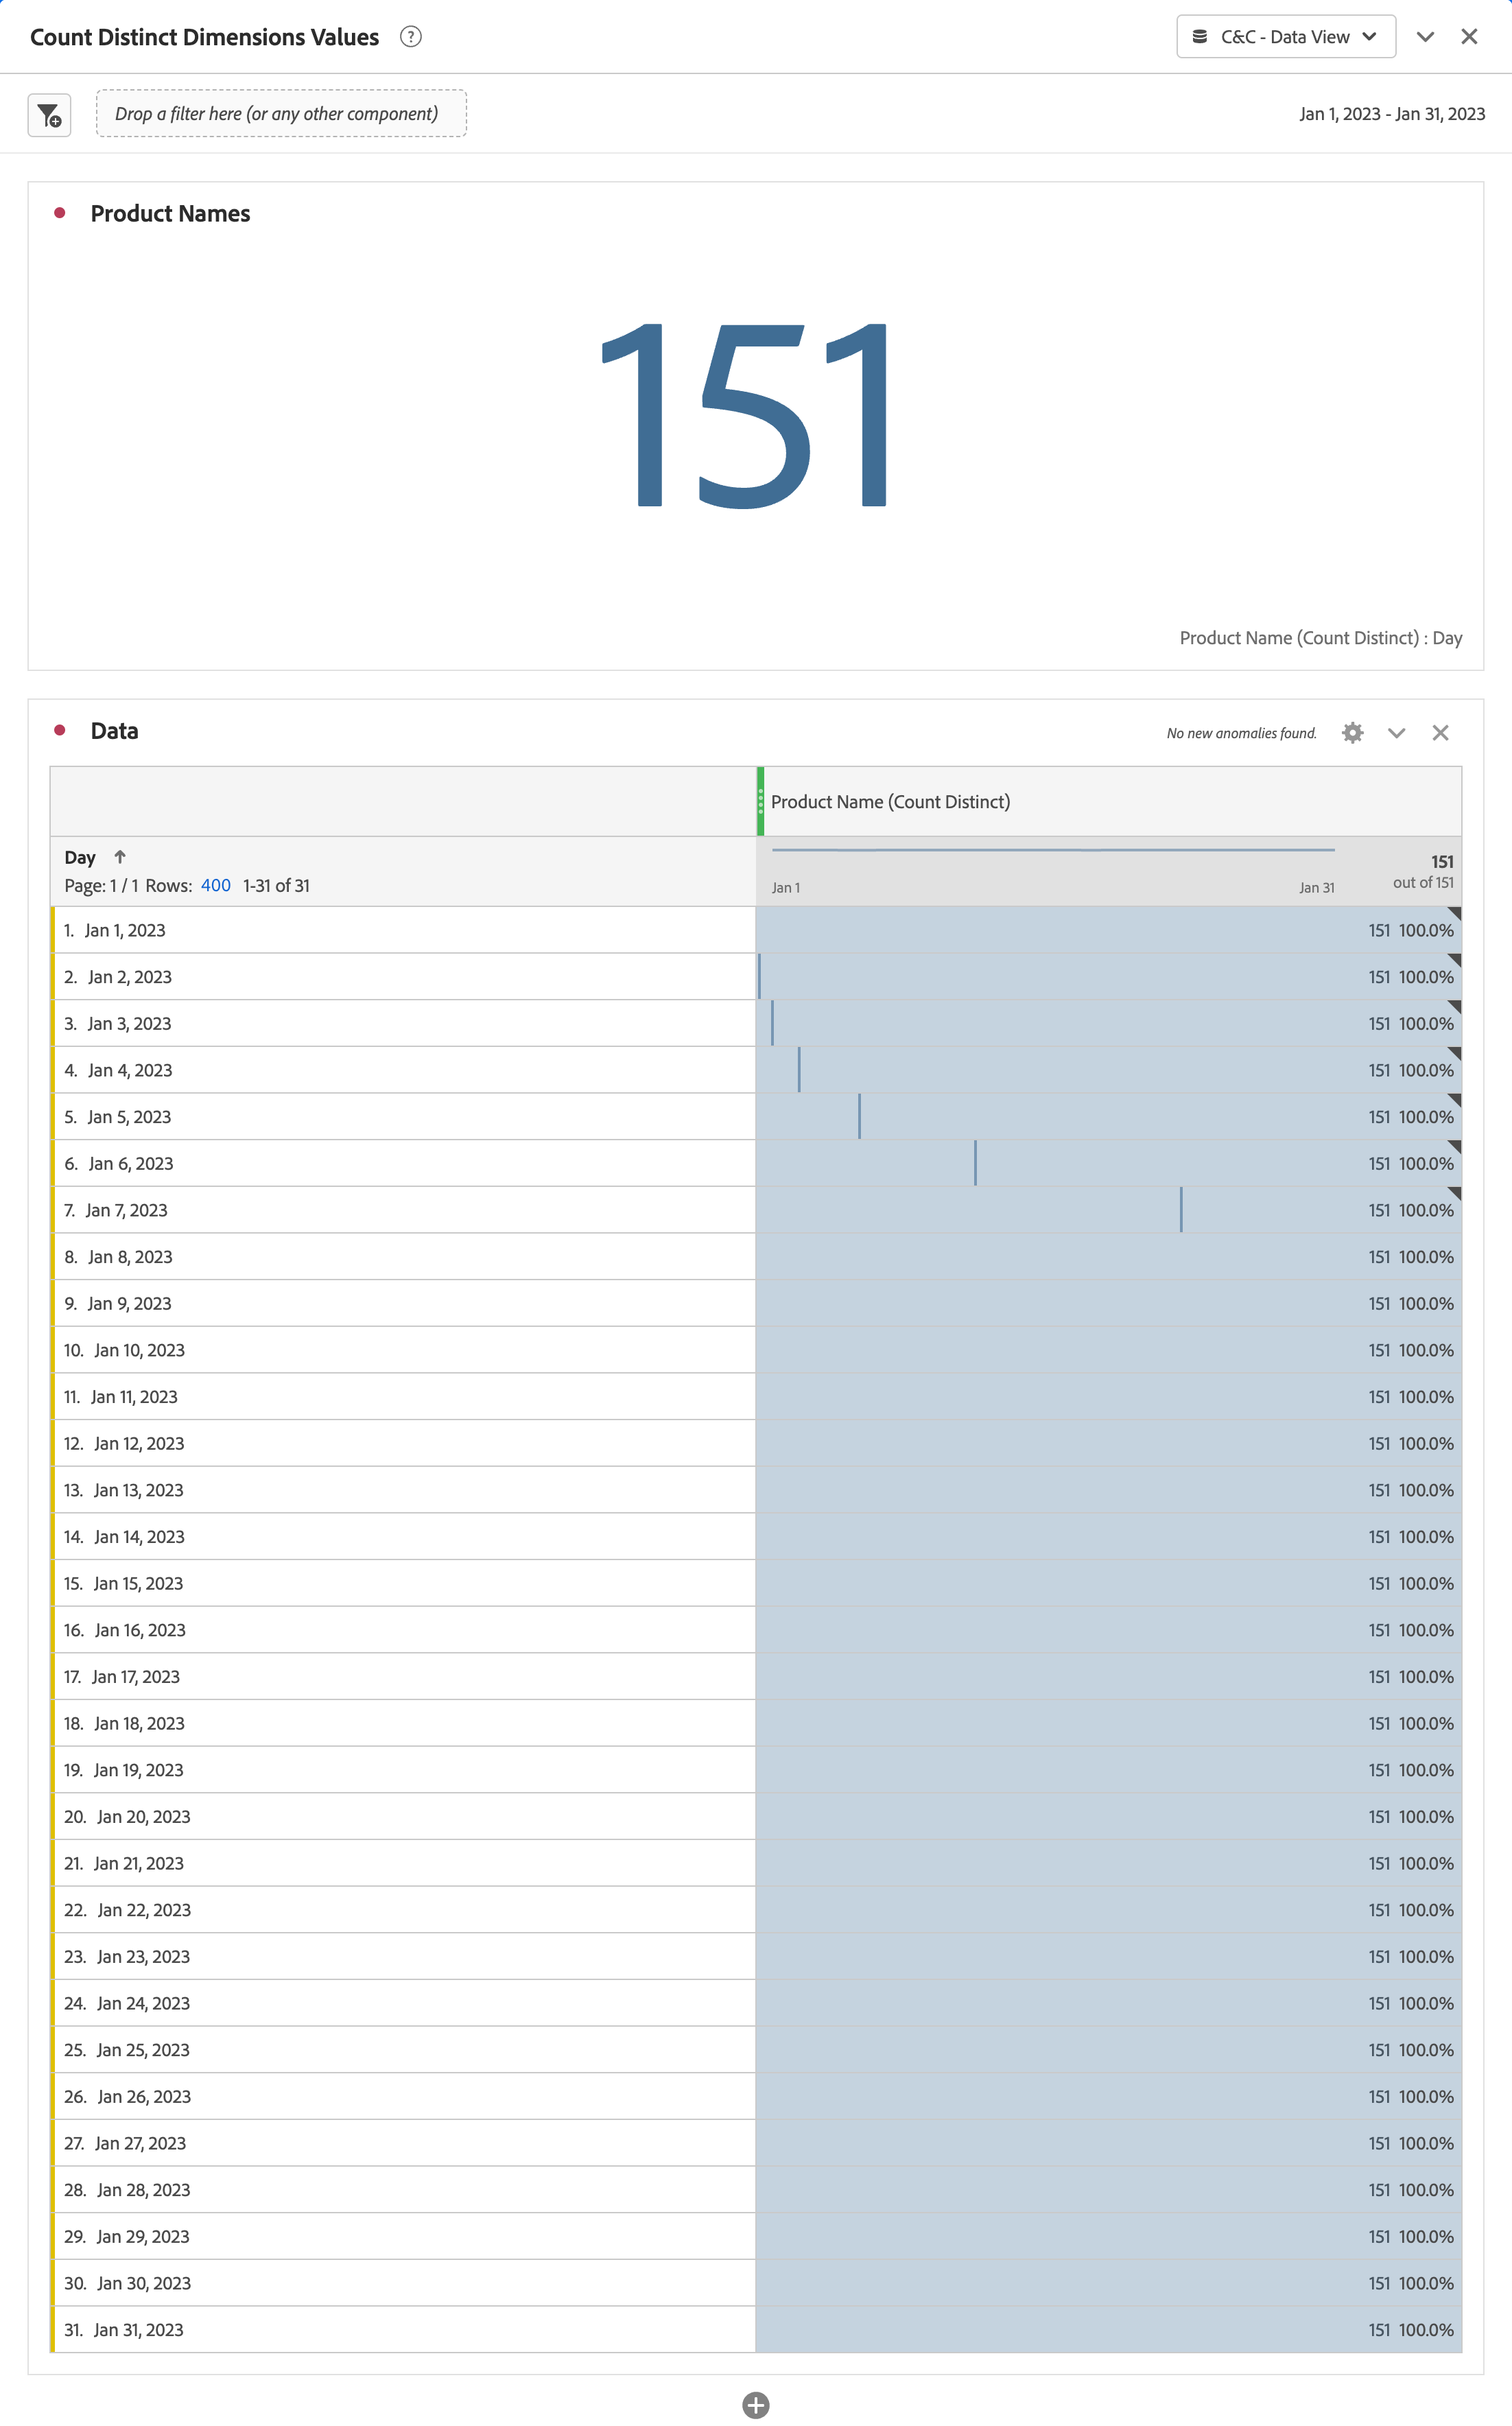 Count Distinct Dimensions Values ?
C&C - Data View
Drop a filter here (or any other component)
Jan 1, 2023 - Jan 31, 2023
Product Names
151
Product Name (Count Distinct) : Day
Data
No new anomalies found.
Product Name (Count Distinct)
Day ↑
Page: 1 / 1 Rows: 400 1-31 of 31
Jan 1
Jan 31
151
out of 151
1. Jan 1, 2023 151 100.0%
2. Jan 2, 2023 151 100.0%
3. Jan 3, 2023 151 100.0%
4. Jan 4, 2023 151 100.0%
5. Jan 5, 2023 151 100.0%
6. Jan 6, 2023 151 100.0%
7. Jan 7, 2023 151 100.0%
8. Jan 8, 2023 151 100.0%
9. Jan 9, 2023 151 100.0%
10. Jan 10, 2023 151 100.0%
11. Jan 11, 2023 151 100.0%
12. Jan 12, 2023 151 100.0%
13. Jan 13, 2023 151 100.0%
14. Jan 14, 2023 151 100.0%
15. Jan 15, 2023 151 100.0%
16. Jan 16, 2023 151 100.0%
17. Jan 17, 2023 151 100.0%
18. Jan 18, 2023 151 100.0%
19. Jan 19, 2023 151 100.0%
20. Jan 20, 2023 151 100.0%
21. Jan 21, 2023 151 100.0%
22. Jan 22, 2023 151 100.0%
23. Jan 23, 2023 151 100.0%
24. Jan 24, 2023 151 100.0%
25. Jan 25, 2023 151 100.0%
26. Jan 26, 2023 151 100.0%
27. Jan 27, 2023 151 100.0%
28. Jan 28, 2023 151 100.0%
29. Jan 29, 2023 151 100.0%
30. Jan 30, 2023 151 100.0%
31. Jan 31, 2023 151 100.0%